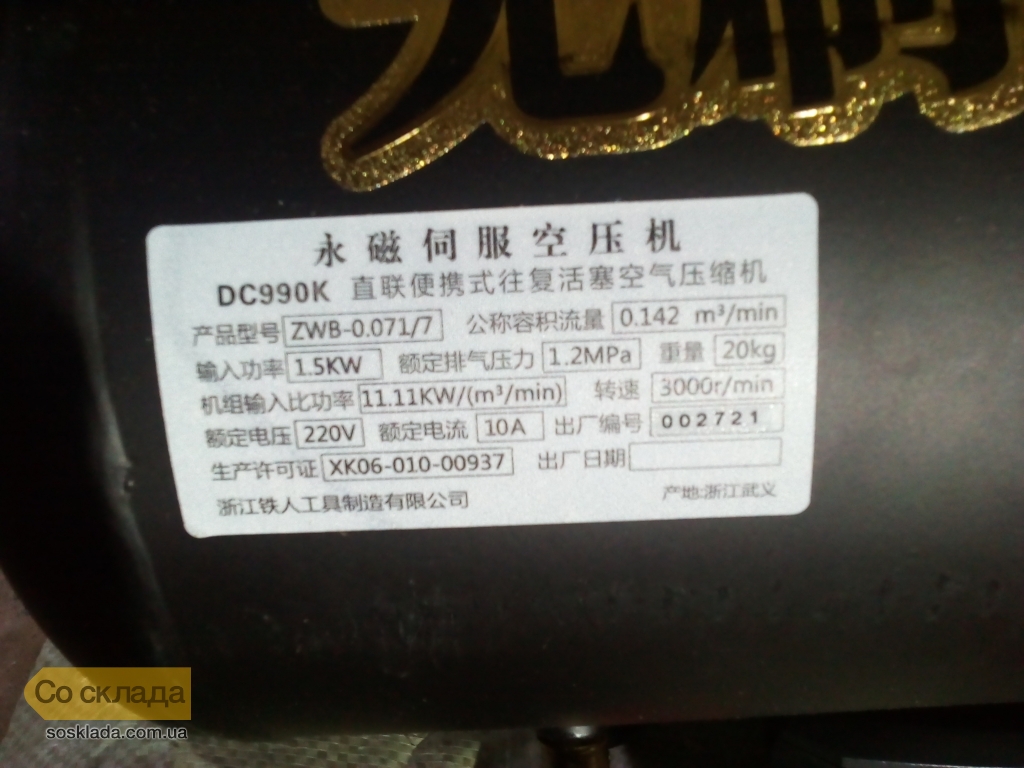 永磁伺服空压机
DC990K 直联便携式往复活塞空气压缩机
产品型号 ZWB-0.071/7 公称容积流量 0.142 m³/min
输入功率 1.5KW 额定排气压力 1.2MPa 重量 20kg
机组输入比功率 11.11KW/(m³/min) 转速 3000r/min
额定电压 220V 额定电流 10A 出厂编号 002721
生产许可证 XK06-010-00937 出厂日期
浙江铁人工具制造有限公司 产地:浙江武义
Со склада
sosklada.com.ua